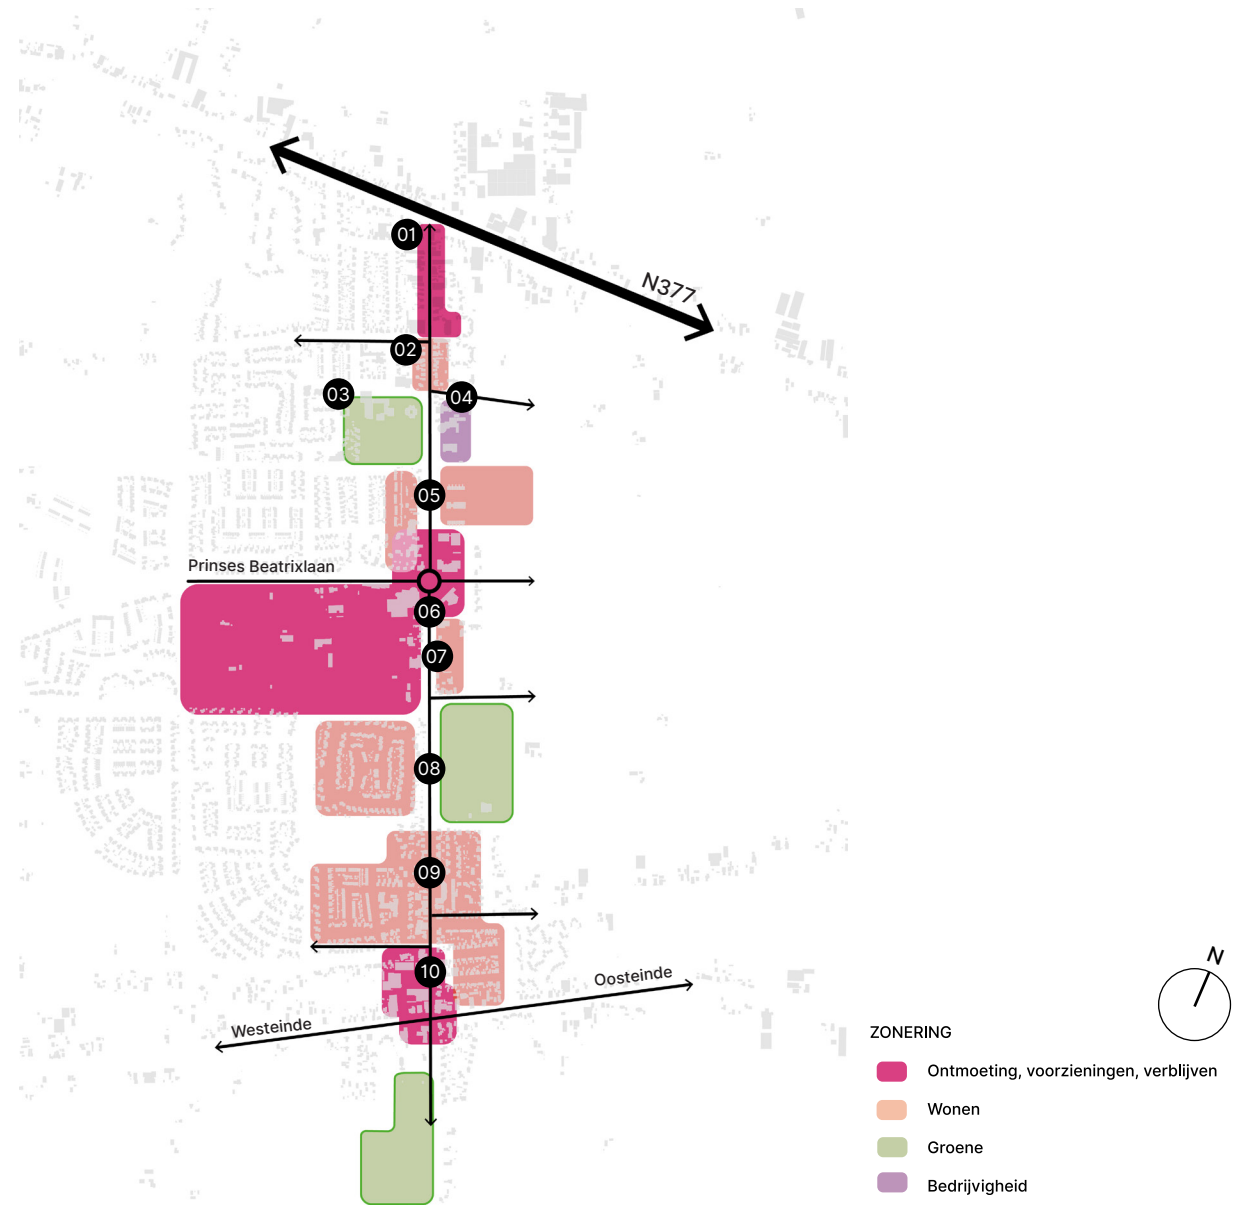 01
N377
02
03
04
05
Prinses Beatrixlaan
06
07
08
09
10
Oosteinde
Westeinde
N
ZONERING
Ontmoeting, voorzieningen, verblijven
Wonen
Groene
Bedrijvigheid